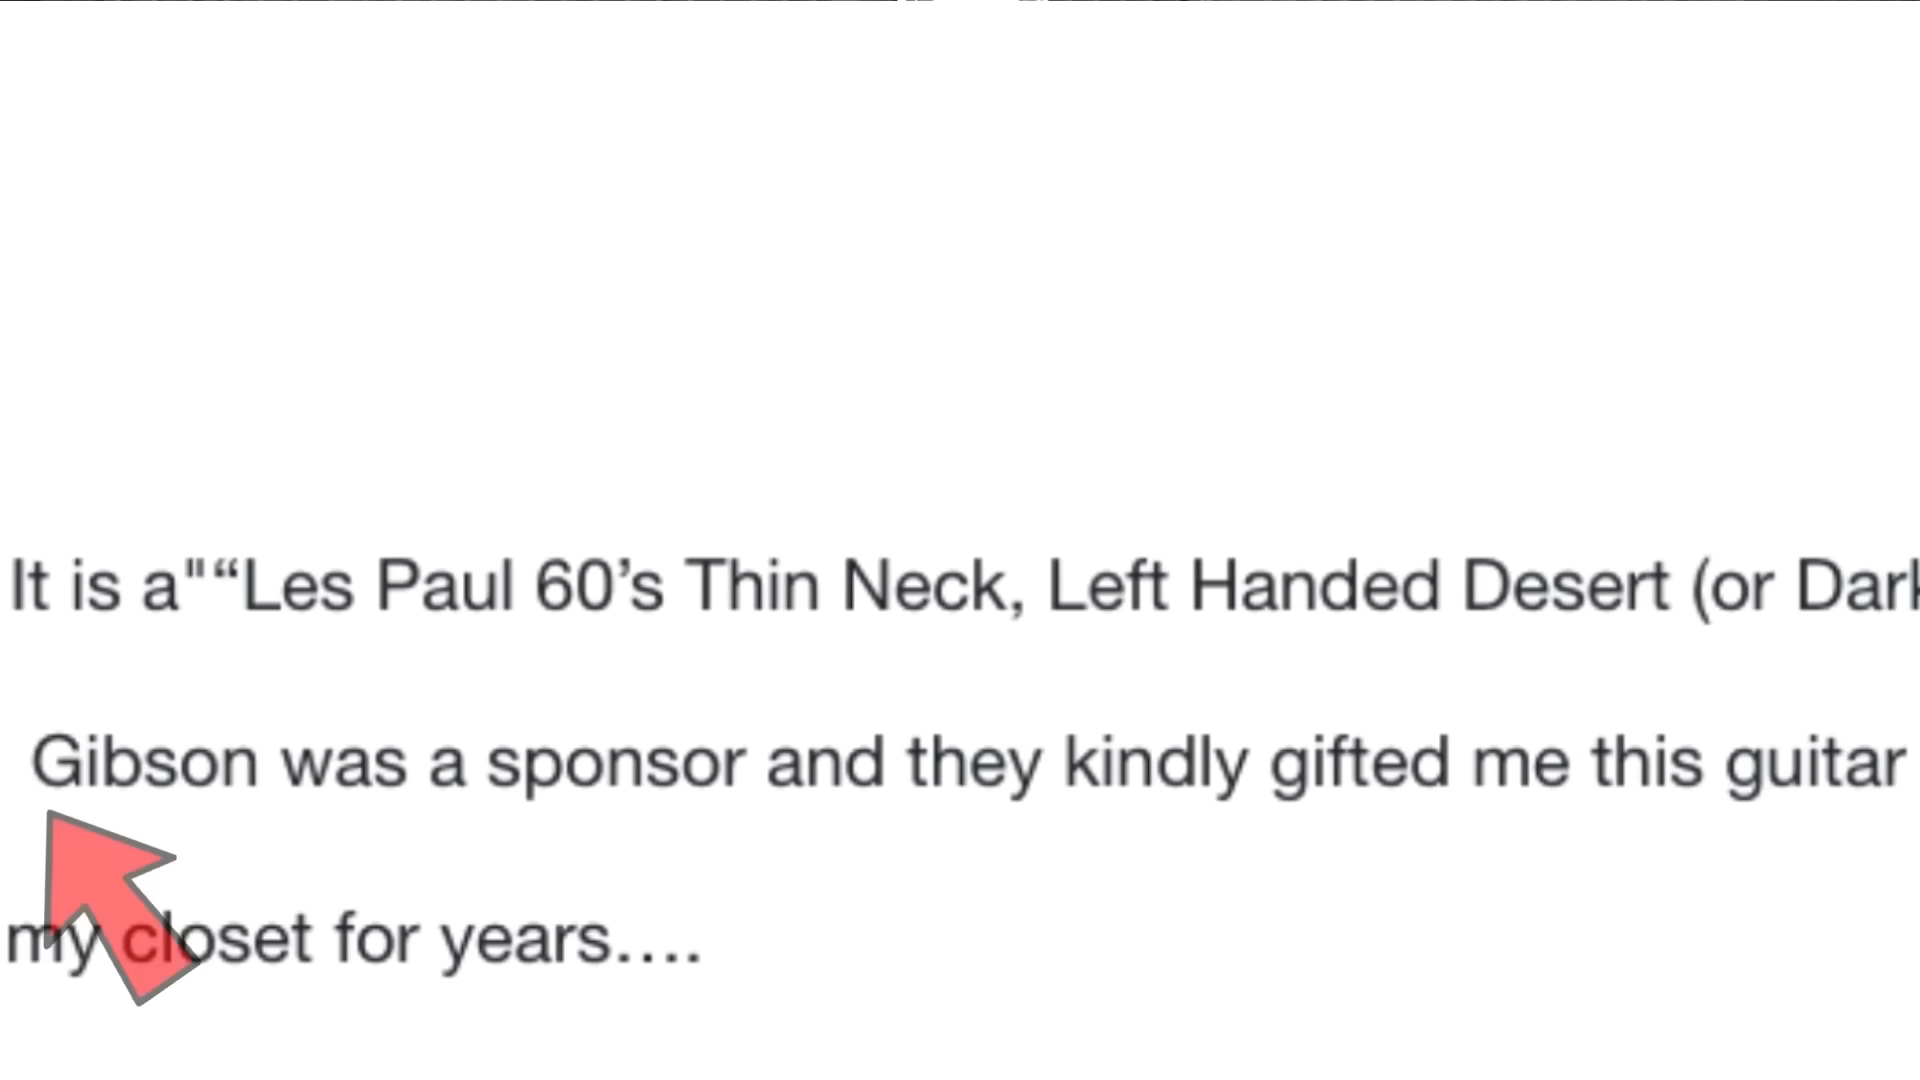 It is a"“Les Paul 60’s Thin Neck, Left Handed Desert (or Dark
Gibson was a sponsor and they kindly gifted me this guitar
my closet for years….